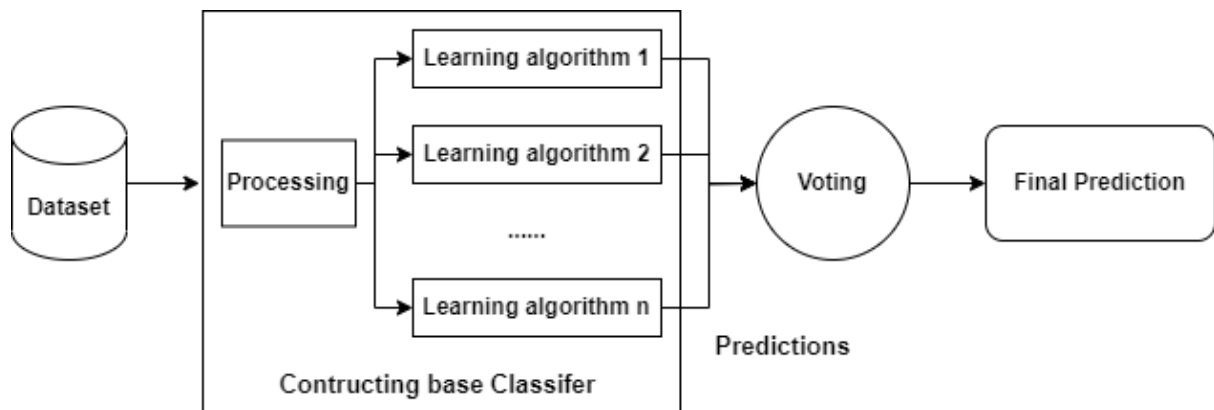 Dataset
Processing
Learning algorithm 1
Learning algorithm 2
......
Learning algorithm n
Contructing base Classifer
Predictions
Voting
Final Prediction